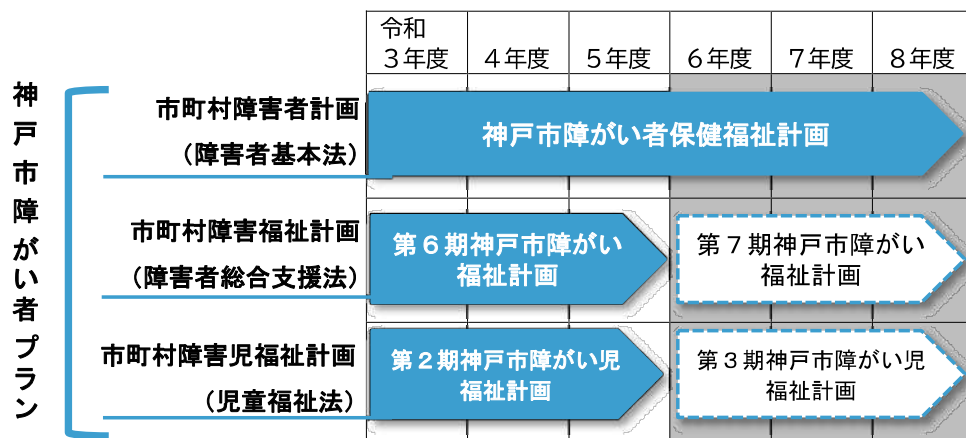 令和
３年度 ４年度 ５年度 ６年度 ７年度 ８年度
神戸市障がい者プラン
市町村障害者計画
（障害者基本法）
神戸市障がい者保健福祉計画
市町村障害福祉計画
（障害者総合支援法）
第６期神戸市障がい
福祉計画
第７期神戸市障がい
福祉計画
市町村障害児福祉計画
（児童福祉法）
第２期神戸市障がい児
福祉計画
第３期神戸市障がい児
福祉計画